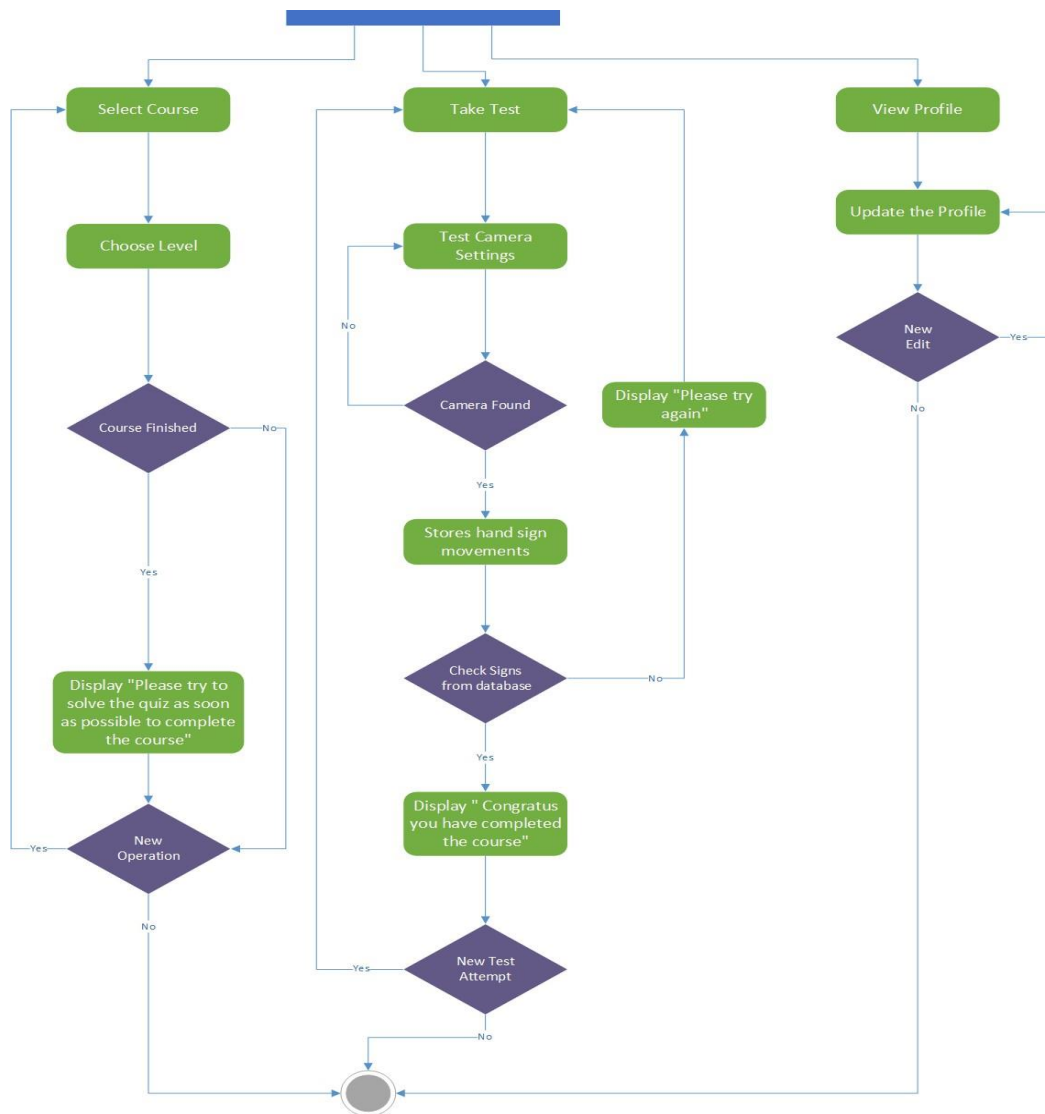 Select Course
Choose Level
Course Finished
No
Yes
Display "Please try to
solve the quiz as soon
as possible to complete
the course"
New
Operation
Yes
No
Take Test
Test Camera
Settings
No
Camera Found
Yes
Stores hand sign
movements
Check Signs
from database
No
Display "Please try
again"
Yes
Display " Congratus
you have completed
the course"
New Test
Attempt
Yes
No
View Profile
Update the Profile
New
Edit
Yes
No